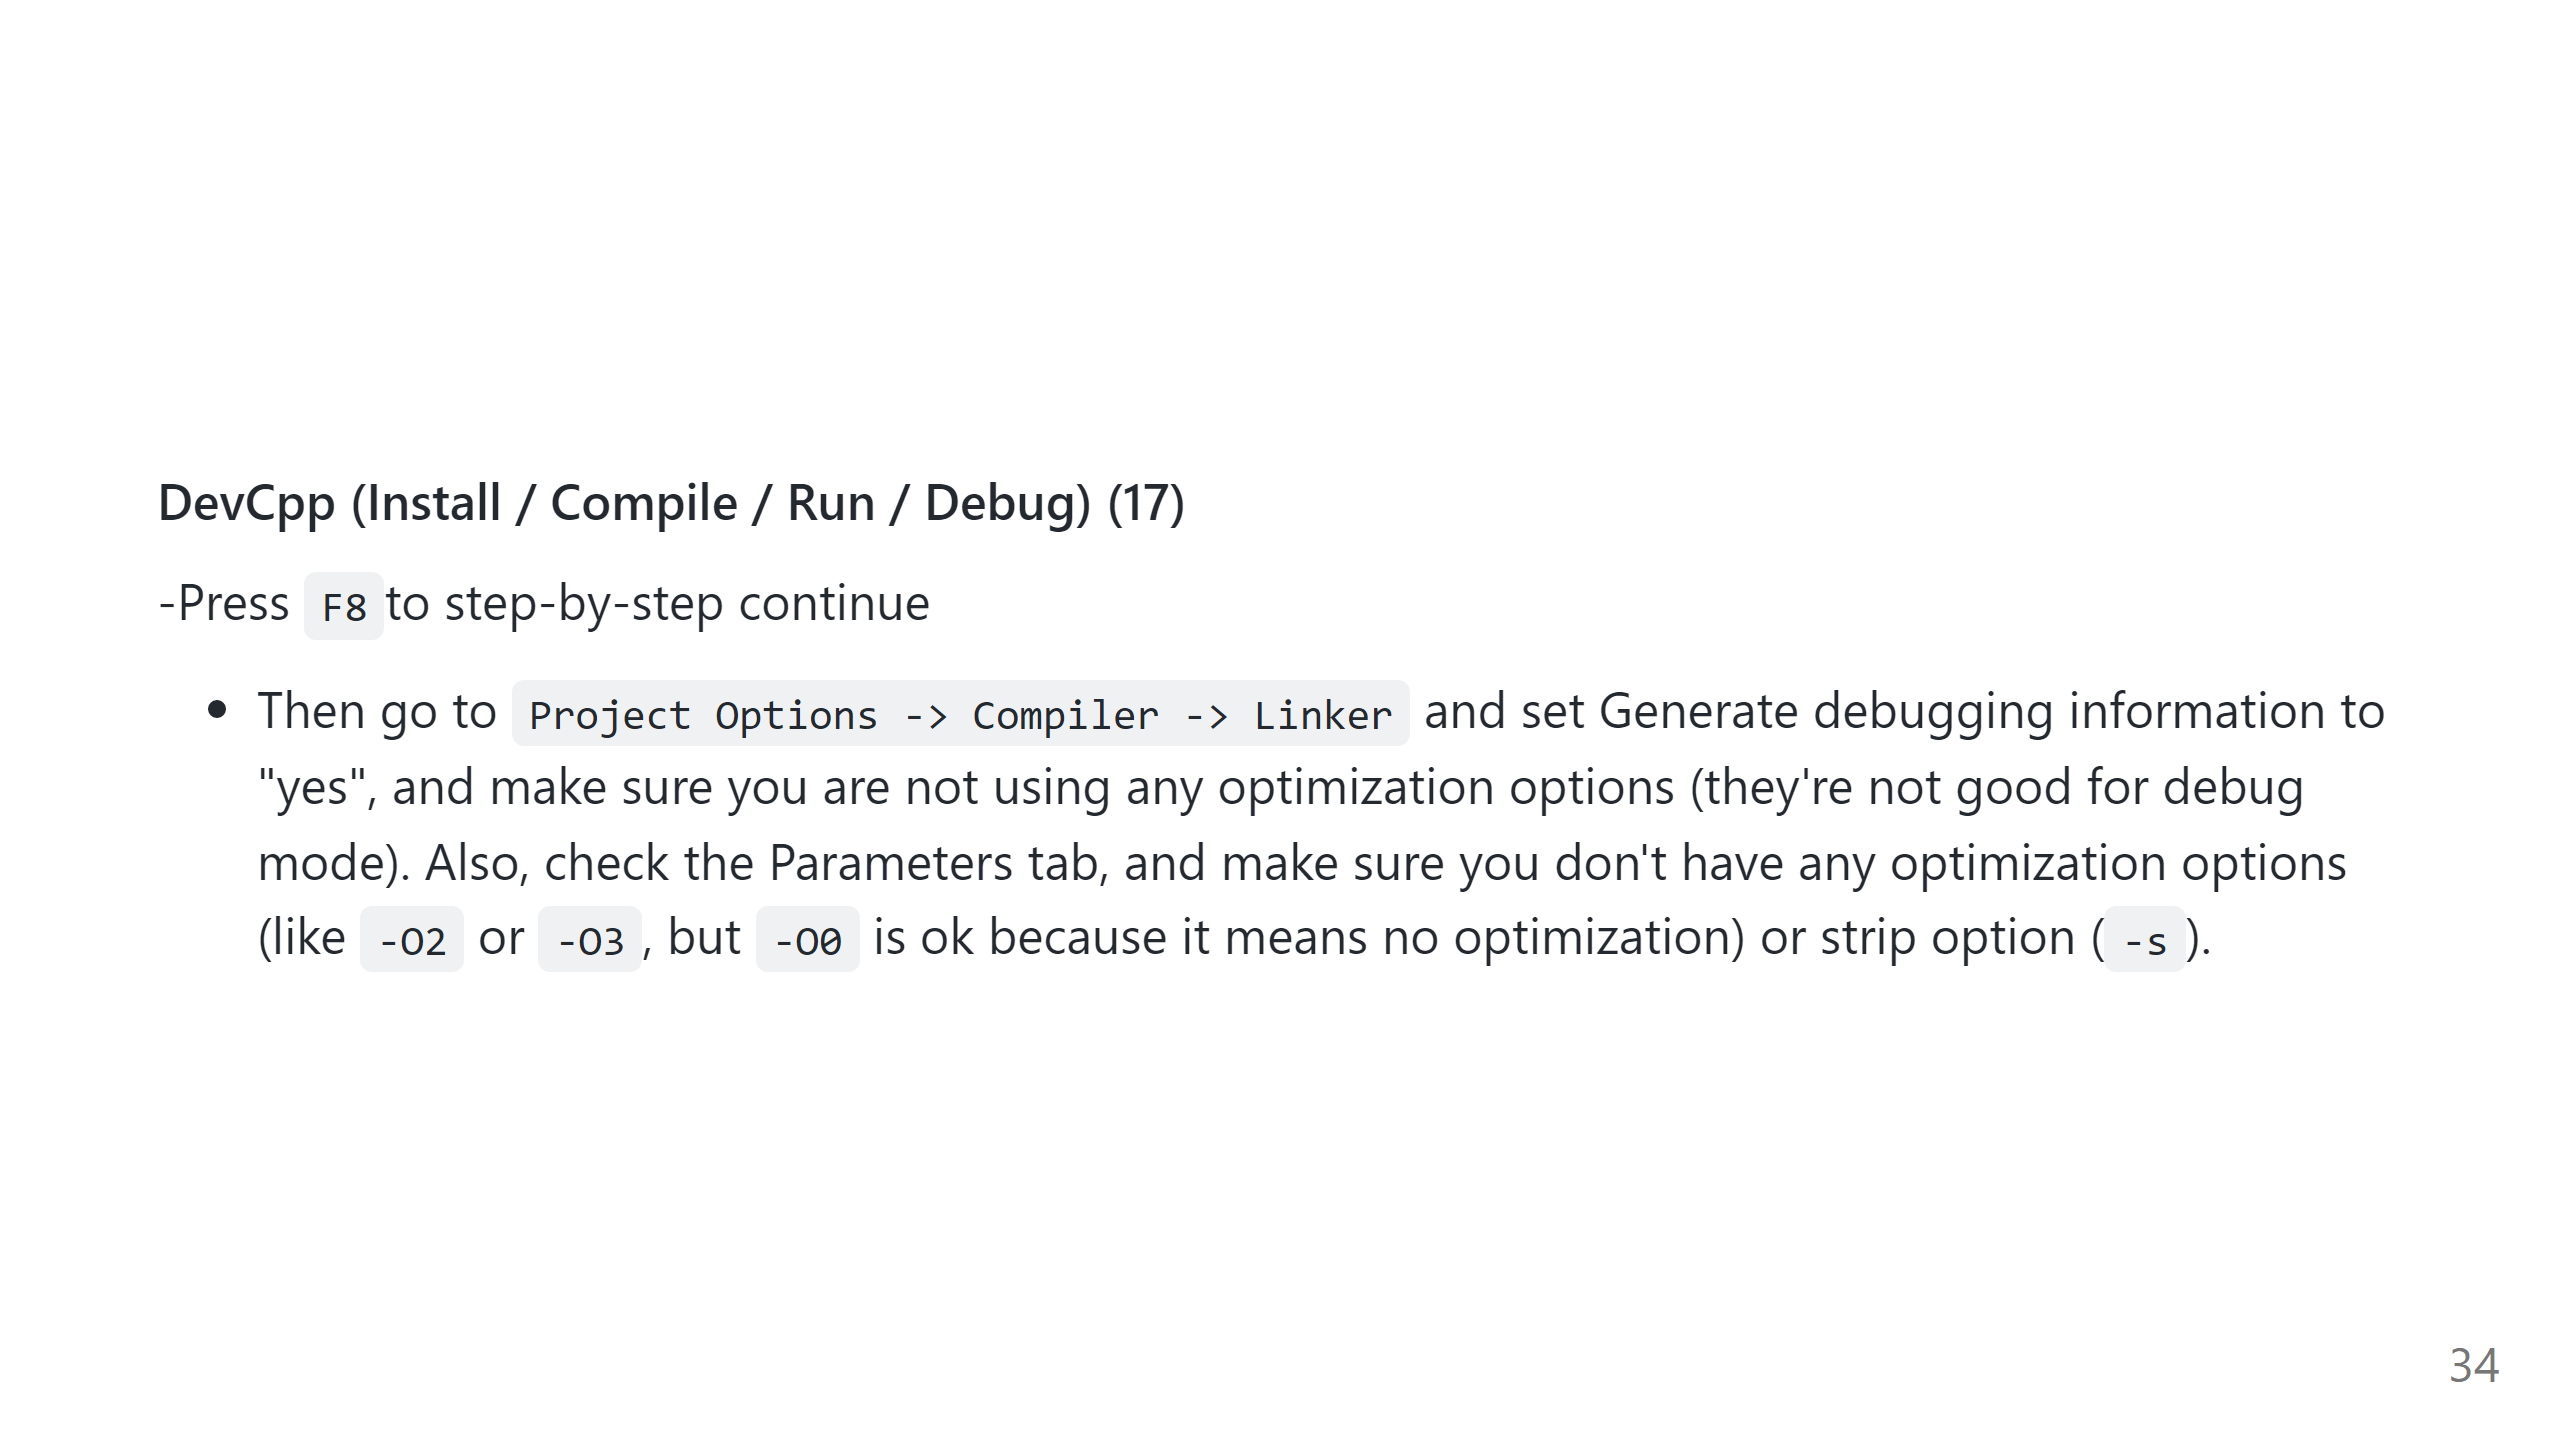 DevCpp (Install / Compile / Run / Debug) (17)
-Press F8 to step-by-step continue
• Then go to Project Options -> Compiler -> Linker and set Generate debugging information to
"yes", and make sure you are not using any optimization options (they're not good for debug
mode). Also, check the Parameters tab, and make sure you don't have any optimization options
(like -O2 or -O3, but -O0 is ok because it means no optimization) or strip option (-s).
34